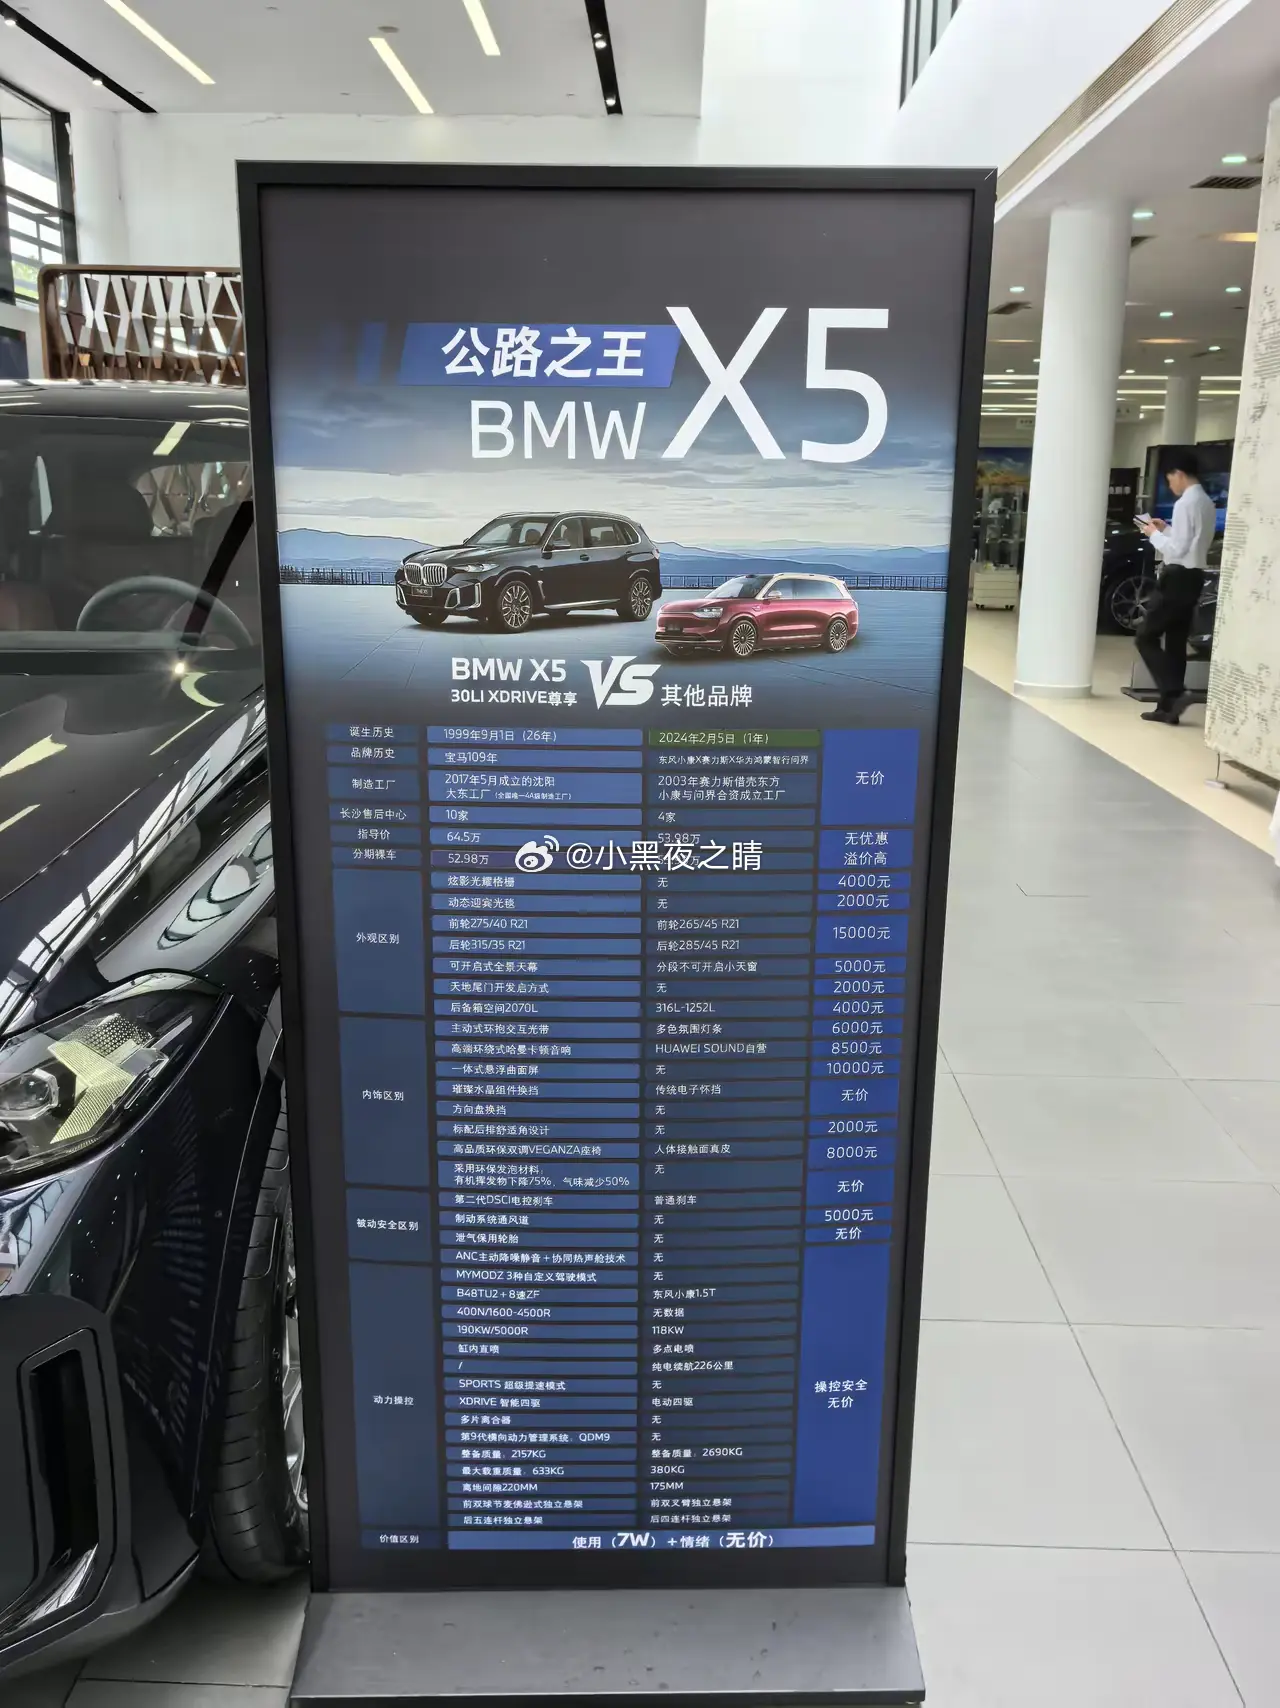 公路之王
BMW X5
BMW X5 VS 其他品牌
30LI XDRIVE尊享
诞生历史 1999年9月1日（26年） 2024年2月5日（1年）
品牌历史 宝马109年 东风小康X赛力斯X华为鸿蒙智行问界 无价
制造工厂 2017年5月成立的沈阳 2003年赛力斯借壳东方
大东工厂（全国唯一4A级制造工厂） 小康与问界合资成立工厂
长沙售后中心 10家 4家
指导价 64.5万 53.98万 无优惠
分期裸车 52.98万 万 溢价高
@小黑夜之晴
外观区别
炫影光耀格栅 无 4000元
动态迎宾光毯 无 2000元
前轮275/40 R21 前轮265/45 R21 15000元
后轮315/35 R21 后轮285/45 R21
可开启式全景天幕 分段不可开启小天窗 5000元
天地尾门开发启方式 无 2000元
后备箱空间2070L 316L-1252L 4000元
内饰区别
主动式环抱交互光带 多色氛围灯条 6000元
高端环绕式哈曼卡顿音响 HUAWEI SOUND自营 8500元
一体式悬浮曲面屏 无 10000元
璀璨水晶组件换挡 传统电子怀挡 无价
方向盘换挡 无
标配后排舒适角设计 无 2000元
高品质环保双调VEGANZA座椅 人体接触面真皮 8000元
采用环保发泡材料： 无 无价
有机挥发物下降75%，气味减少50%
被动安全区别
第二代DSCI电控刹车 普通刹车
制动系统通风道 无 5000元
泄气保用轮胎 无 无价
ANC主动降噪静音＋协同热声舱技术 无
动力操控
MYMODZ 3种自定义驾驶模式 无
B48TU2＋8速ZF 东风小康1.5T
400N/1600-4500R 无数据
190KW/5000R 118KW
缸内直喷 多点电喷
/ 纯电续航226公里
SPORTS 超级提速模式 无 操控安全
XDRIVE 智能四驱 电动四驱 无价
多片离合器 无
第9代横向动力管理系统：QDM9 无
整备质量：2157KG 整备质量：2690KG
最大载重质量：633KG 380KG
离地间隙220MM 175MM
前双球节麦佛逊式独立悬架 前双叉臂独立悬架
后五连杆独立悬架 后四连杆独立悬架
价值区别 使用（7W）＋情绪（无价）